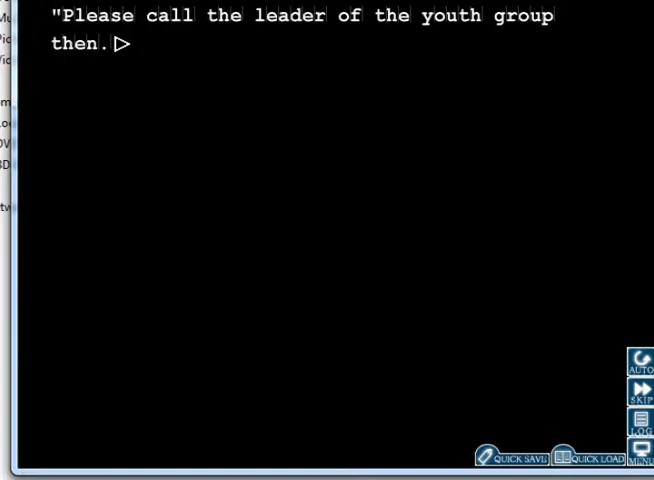 "Please call the leader of the youth group
then.
AUTO
SKIP
LOG
QUICK SAVE
QUICK LOAD
MENU